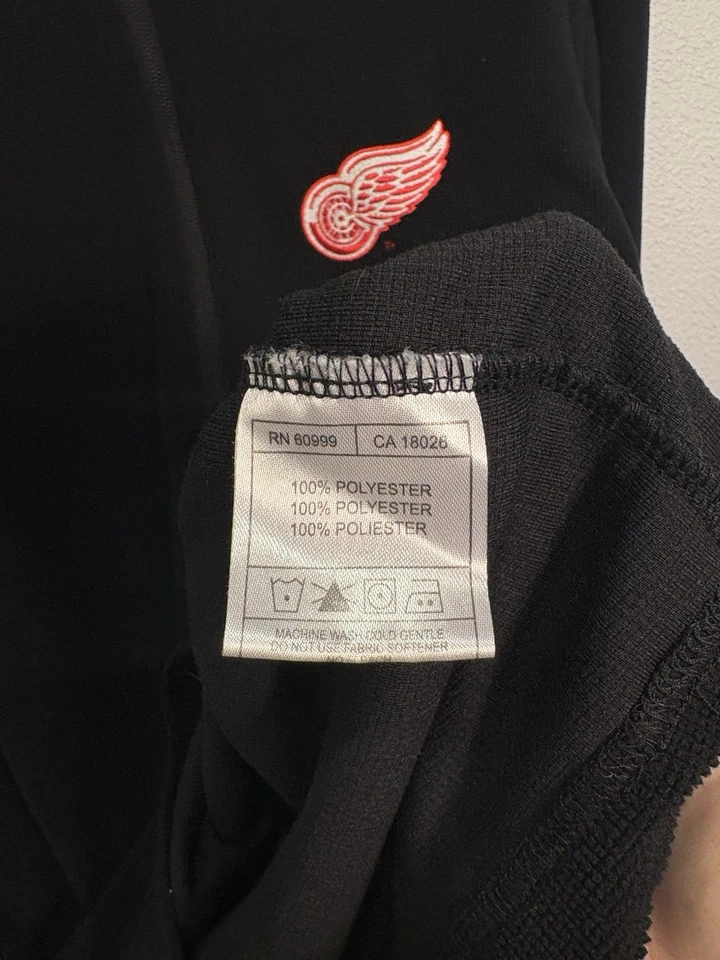 RN 60999 CA 18026
100% POLYESTER
100% POLYESTER
100% POLIESTER
MACHINE WASH COLD GENTLE
DO NOT USE FABRIC SOFTENER